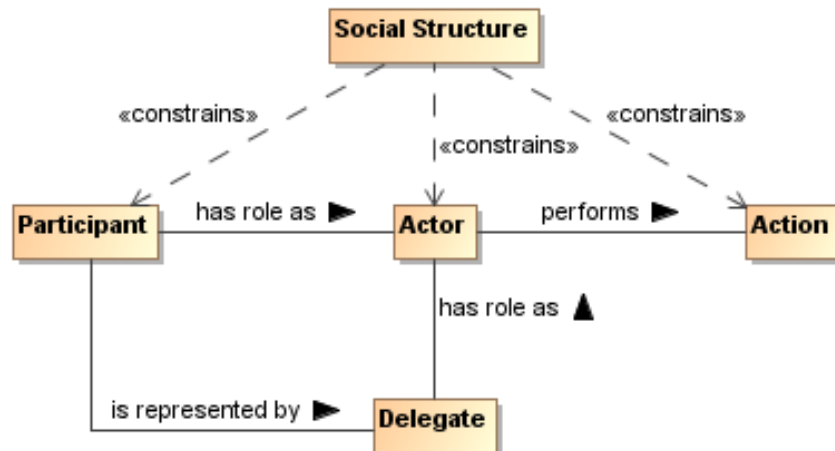 Social Structure
«constrains»
«constrains»
«constrains»
Participant
has role as ►
Actor
performs ►
Action
has role as ▲
is represented by ►
Delegate